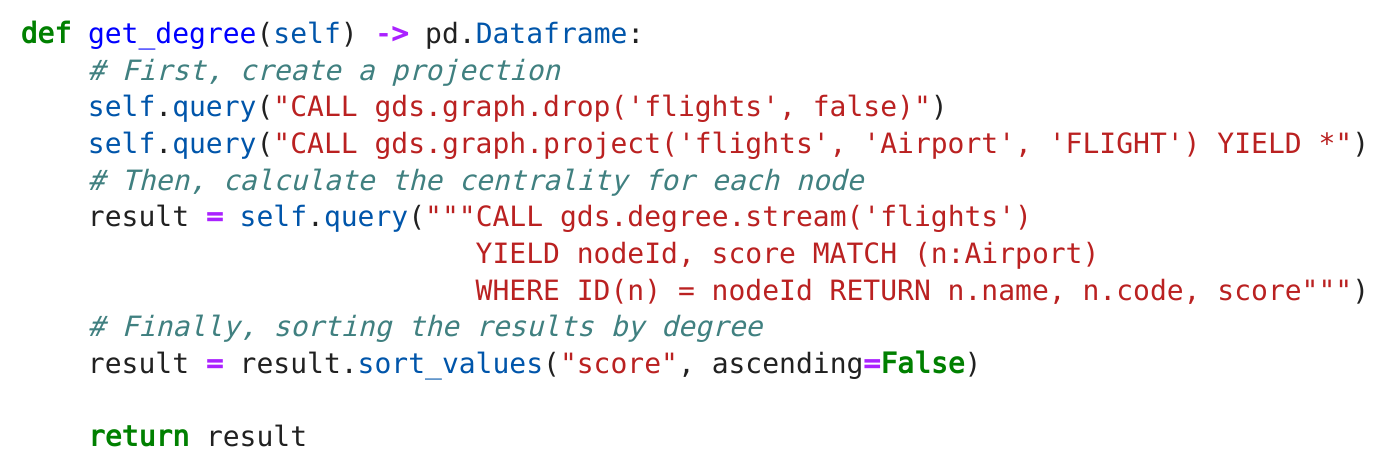 def get_degree(self) -> pd.Dataframe:
    # First, create a projection
    self.query("CALL gds.graph.drop('flights', false)")
    self.query("CALL gds.graph.project('flights', 'Airport', 'FLIGHT') YIELD *")
    # Then, calculate the centrality for each node
    result = self.query("""CALL gds.degree.stream('flights')
                           YIELD nodeId, score MATCH (n:Airport)
                           WHERE ID(n) = nodeId RETURN n.name, n.code, score""")
    # Finally, sorting the results by degree
    result = result.sort_values("score", ascending=False)

    return result